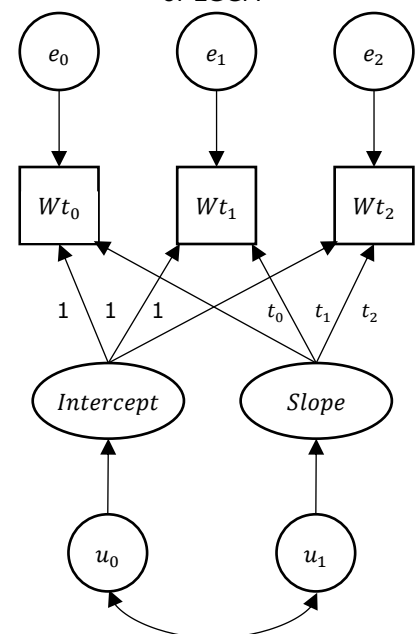 e₀ e₁ e₂
Wt₀ Wt₁ Wt₂
1 1 1 t₀ t₁ t₂
Intercept Slope
u₀ u₁